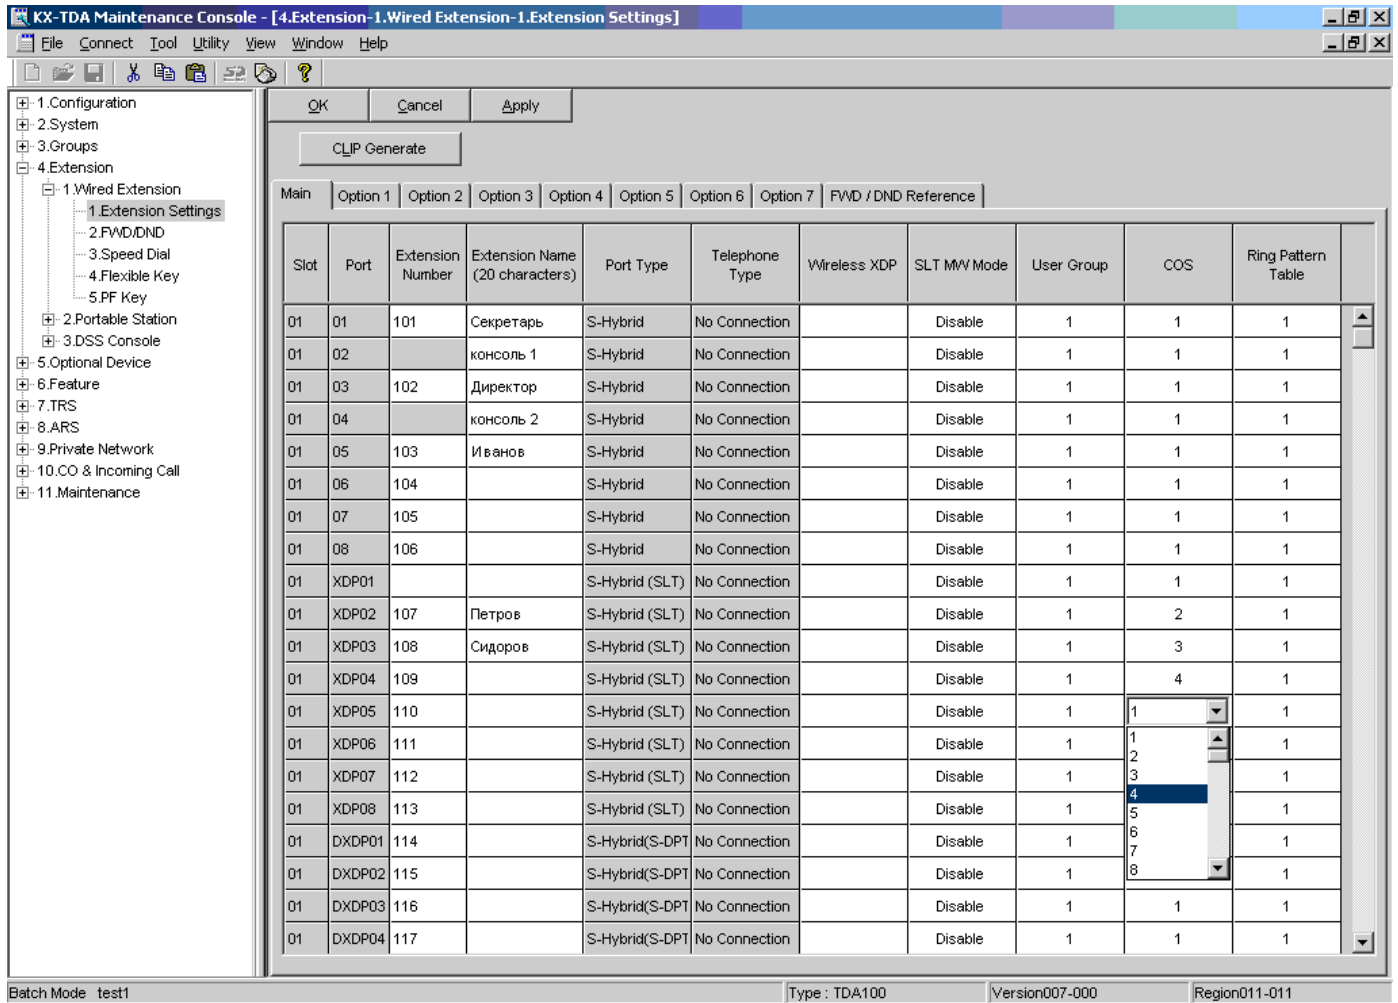 KX-TDA Maintenance Console - [4.Extension-1.Wired Extension-1.Extension Settings]
File Connect Tool Utility View Window Help
1.Configuration
2.System
3.Groups
4.Extension
1.Wired Extension
1.Extension Settings
2.FWD/DND
3.Speed Dial
4.Flexible Key
5.PF Key
2.Portable Station
3.DSS Console
5.Optional Device
6.Feature
7.TRS
8.ARS
9.Private Network
10.CO & Incoming Call
11.Maintenance
OK Cancel Apply
CLIP Generate
Main Option 1 Option 2 Option 3 Option 4 Option 5 Option 6 Option 7 FWD / DND Reference
Slot Port Extension Number Extension Name (20 characters) Port Type Telephone Type Wireless XDP SLT MW Mode User Group COS Ring Pattern Table
01 01 101 Секретарь S-Hybrid No Connection Disable 1 1 1
01 02 консоль 1 S-Hybrid No Connection Disable 1 1 1
01 03 102 Директор S-Hybrid No Connection Disable 1 1 1
01 04 консоль 2 S-Hybrid No Connection Disable 1 1 1
01 05 103 Иванов S-Hybrid No Connection Disable 1 1 1
01 06 104 S-Hybrid No Connection Disable 1 1 1
01 07 105 S-Hybrid No Connection Disable 1 1 1
01 08 106 S-Hybrid No Connection Disable 1 1 1
01 XDP01 S-Hybrid (SLT) No Connection Disable 1 1 1
01 XDP02 107 Петров S-Hybrid (SLT) No Connection Disable 1 2 1
01 XDP03 108 Сидоров S-Hybrid (SLT) No Connection Disable 1 3 1
01 XDP04 109 S-Hybrid (SLT) No Connection Disable 1 4 1
01 XDP05 110 S-Hybrid (SLT) No Connection Disable 1 1 1
01 XDP06 111 S-Hybrid (SLT) No Connection Disable 1 1
01 XDP07 112 S-Hybrid (SLT) No Connection Disable 1 1
01 XDP08 113 S-Hybrid (SLT) No Connection Disable 1 1
01 DXDP01 114 S-Hybrid(S-DPT No Connection Disable 1 1
01 DXDP02 115 S-Hybrid(S-DPT No Connection Disable 1 1
1
2
3
4
5
6
7
8
01 DXDP03 116 S-Hybrid(S-DPT No Connection Disable 1 1 1
01 DXDP04 117 S-Hybrid(S-DPT No Connection Disable 1 1 1
Batch Mode test1 Type : TDA100 Version007-000 Region011-011